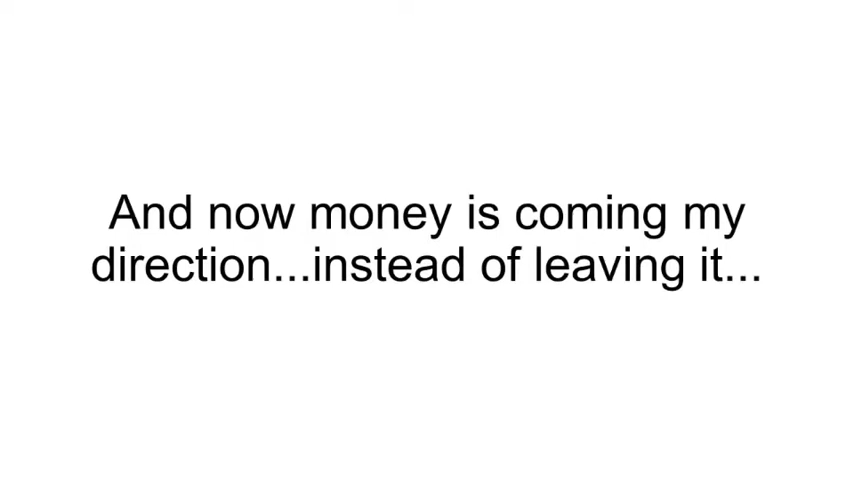 And now money is coming my
direction...instead of leaving it...